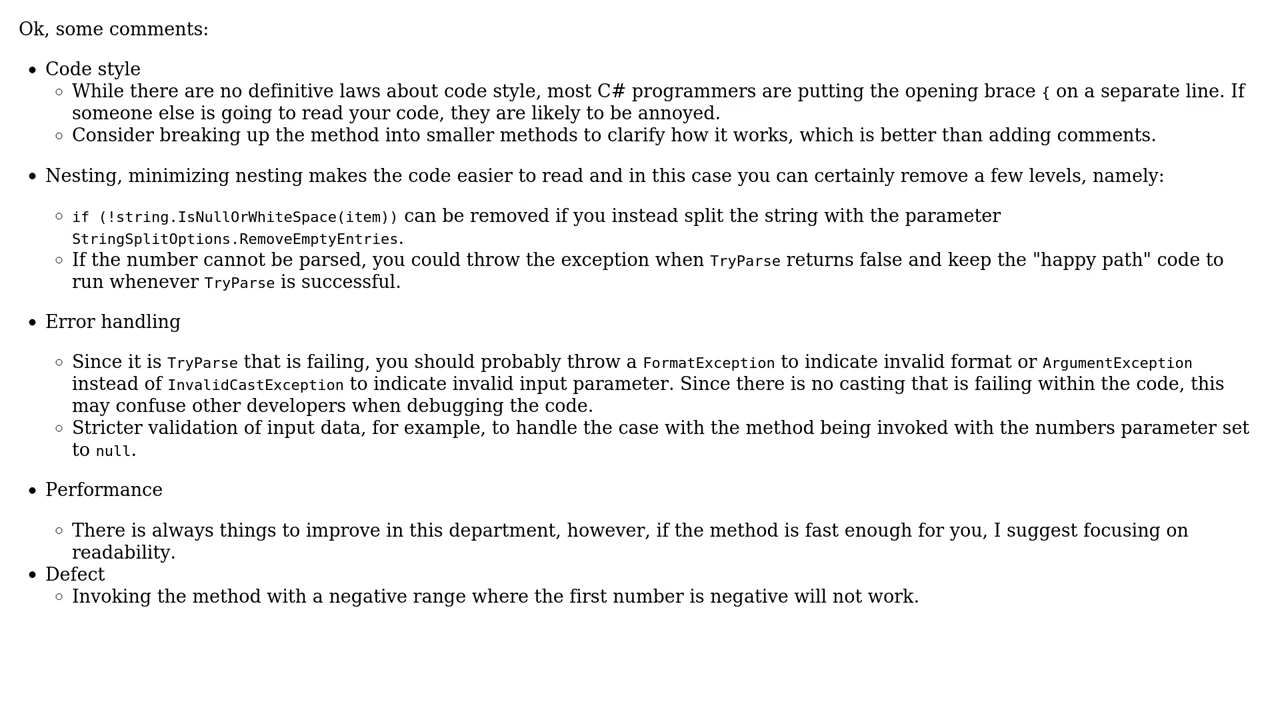 Ok, some comments:
Code style
While there are no definitive laws about code style, most C# programmers are putting the opening brace { on a separate line. If
someone else is going to read your code, they are likely to be annoyed.
Consider breaking up the method into smaller methods to clarify how it works, which is better than adding comments.
Nesting, minimizing nesting makes the code easier to read and in this case you can certainly remove a few levels, namely:
if (!string.IsNullOrWhiteSpace(item)) can be removed if you instead split the string with the parameter
StringSplitOptions.RemoveEmptyEntries.
If the number cannot be parsed, you could throw the exception when TryParse returns false and keep the "happy path" code to
run whenever TryParse is successful.
Error handling
Since it is TryParse that is failing, you should probably throw a FormatException to indicate invalid format or ArgumentException
instead of InvalidCastException to indicate invalid input parameter. Since there is no casting that is failing within the code, this
may confuse other developers when debugging the code.
Stricter validation of input data, for example, to handle the case with the method being invoked with the numbers parameter set
to null.
Performance
There is always things to improve in this department, however, if the method is fast enough for you, I suggest focusing on
readability.
Defect
Invoking the method with a negative range where the first number is negative will not work.